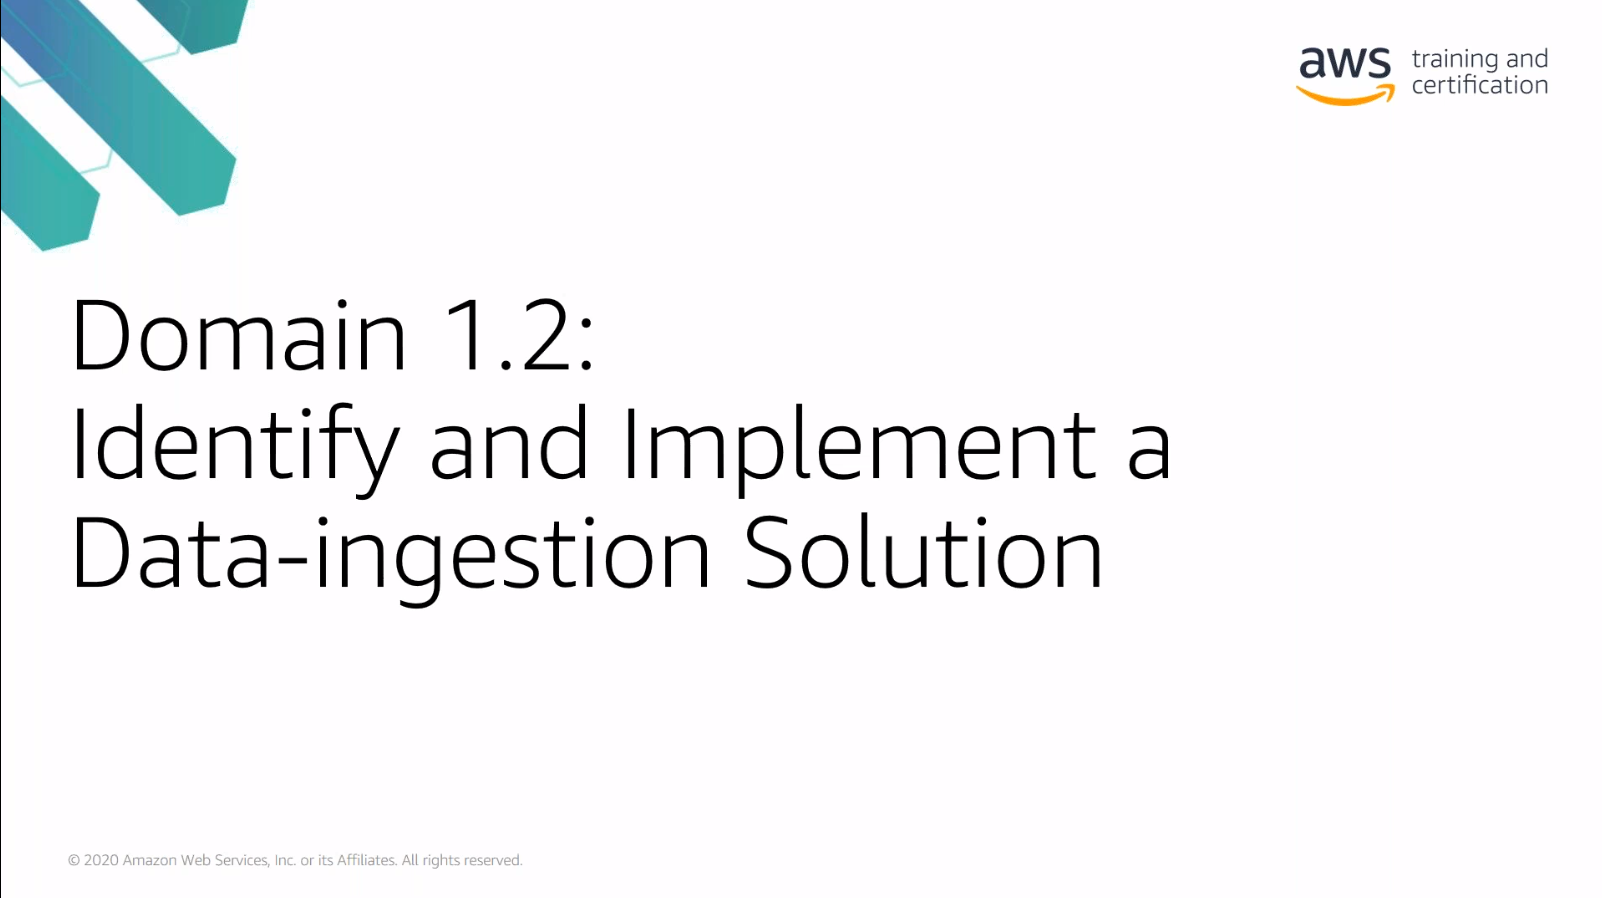 aws training and
certification
Domain 1.2:
Identify and Implement a
Data-ingestion Solution
© 2020 Amazon Web Services, Inc. or its Affiliates. All rights reserved.